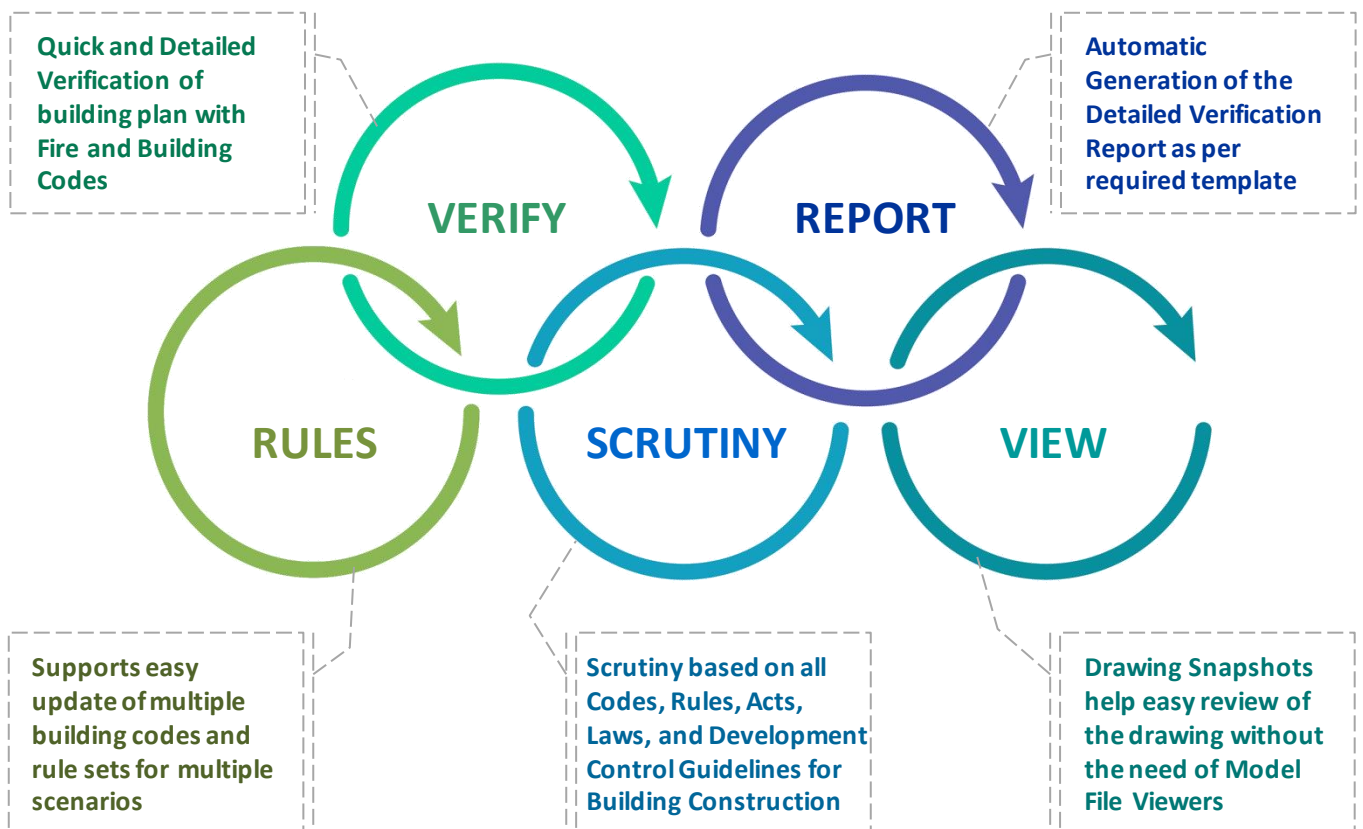 Quick and Detailed
Verification of
building plan with
Fire and Building
Codes
Automatic
Generation of the
Detailed Verification
Report as per
required template
VERIFY
REPORT
RULES
SCRUTINY
VIEW
Supports easy
update of multiple
building codes and
rule sets for multiple
scenarios
Scrutiny based on all
Codes, Rules, Acts,
Laws, and Development
Control Guidelines for
Building Construction
Drawing Snapshots
help easy review of
the drawing without
the need of Model
File Viewers